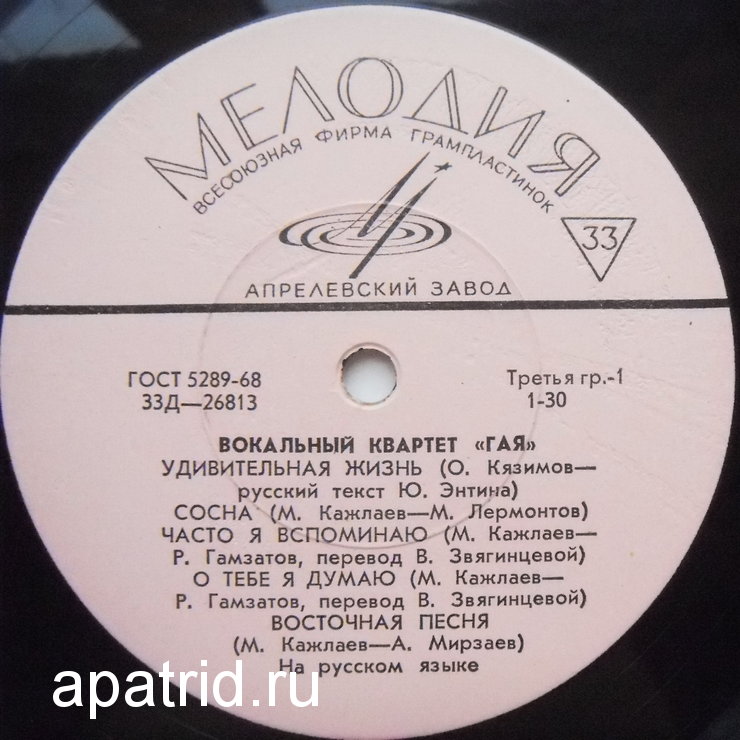 МЕЛОДИЯ
ВСЕСОЮЗНАЯ ФИРМА ГРАМПЛАСТИНОК
33
АПРЕЛЕВСКИЙ ЗАВОД
ГОСТ 5289-68 Третья гр.-1
33Д—26813 1-30
ВОКАЛЬНЫЙ КВАРТЕТ «ГАЯ»
УДИВИТЕЛЬНАЯ ЖИЗНЬ (О. Кязимов—
русский текст Ю. Энтина)
СОСНА (М. Кажлаев—М. Лермонтов)
ЧАСТО Я ВСПОМИНАЮ (М. Кажлаев—
Р. Гамзатов, перевод В. Звягинцевой)
О ТЕБЕ Я ДУМАЮ (М. Кажлаев—
Р. Гамзатов, перевод В. Звягинцевой)
ВОСТОЧНАЯ ПЕСНЯ
(М. Кажлаев—А. Мирзаев)
На русском языке
apatrid.ru